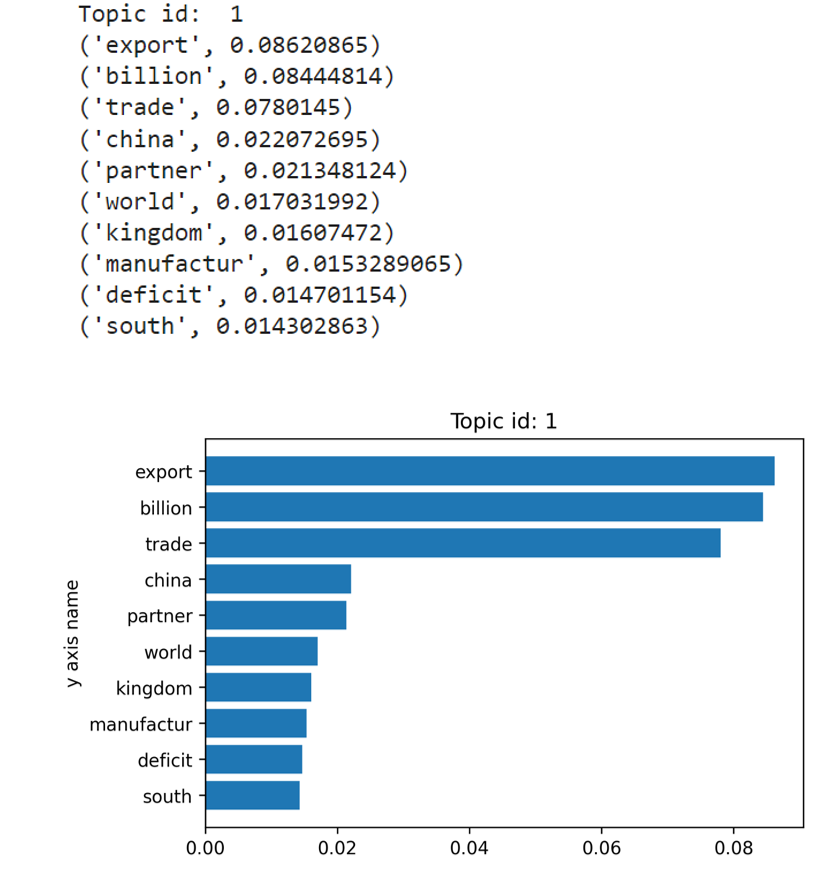 Topic id:  1
('export', 0.08620865)
('billion', 0.08444814)
('trade', 0.0780145)
('china', 0.022072695)
('partner', 0.021348124)
('world', 0.017031992)
('kingdom', 0.01607472)
('manufactur', 0.0153289065)
('deficit', 0.014701154)
('south', 0.014302863)
Topic id: 1
y axis name
export
billion
trade
china
partner
world
kingdom
manufactur
deficit
south
0.00 0.02 0.04 0.06 0.08